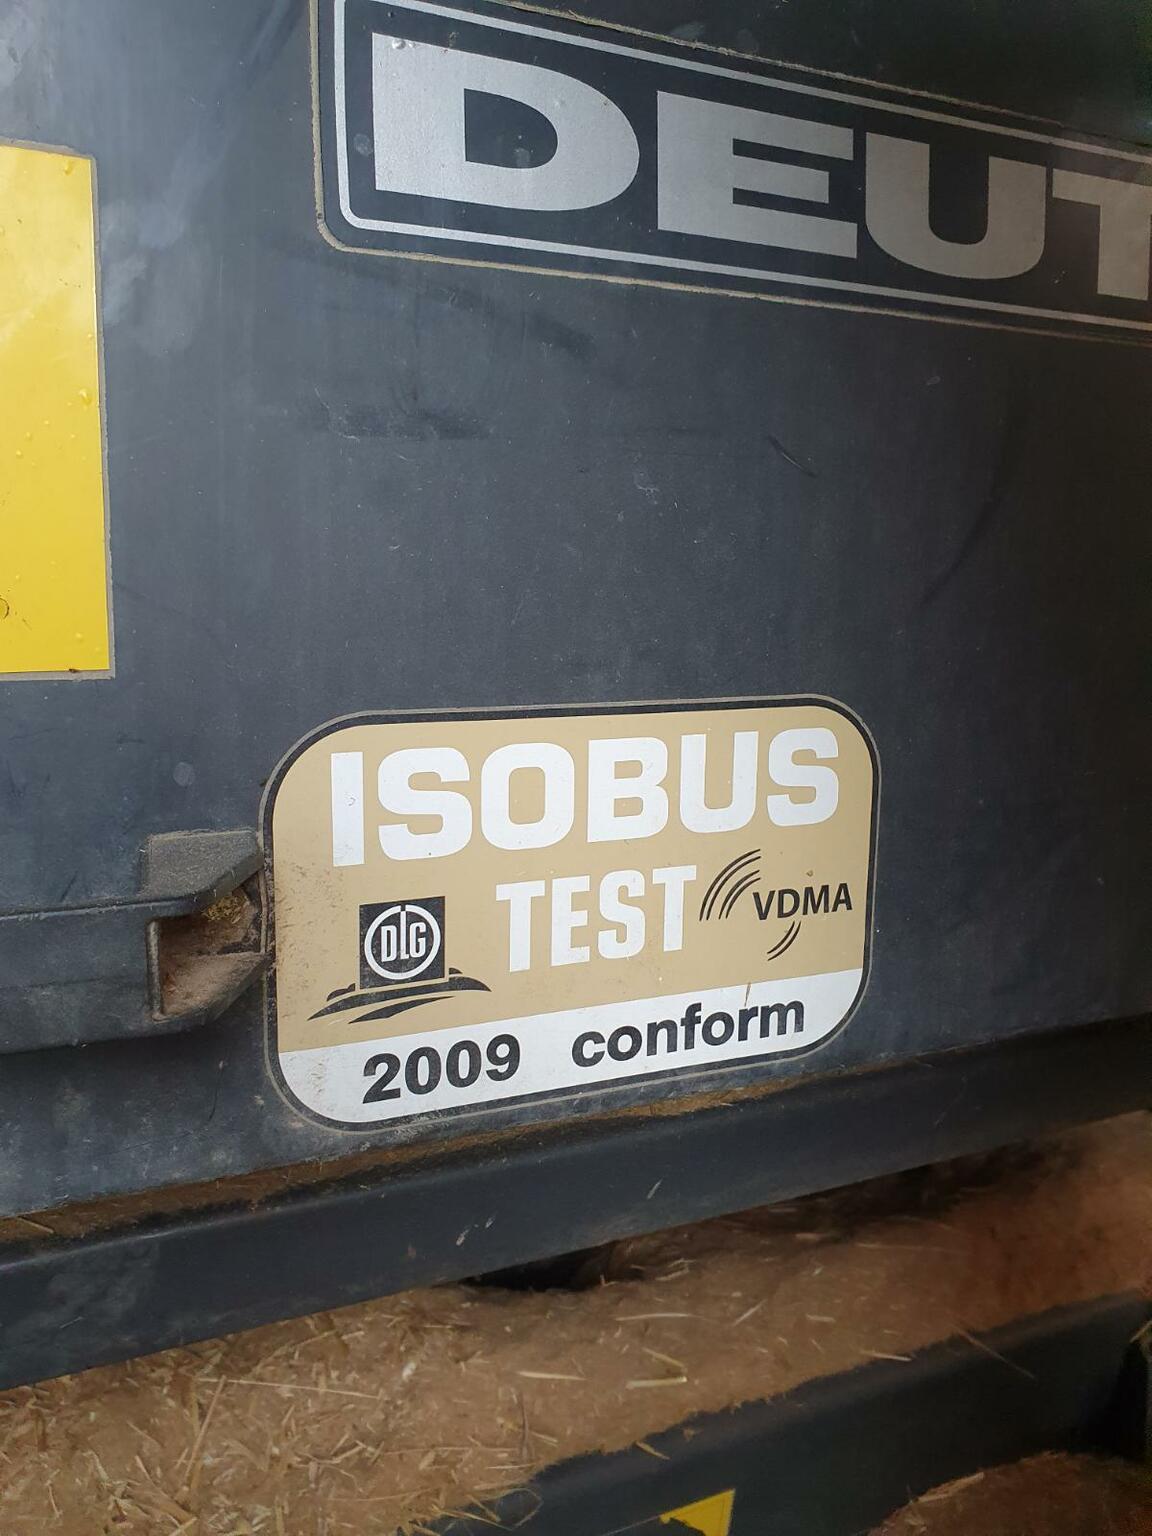 DEUT
ISOBUS
TEST
DLG
VDMA
2009 conform